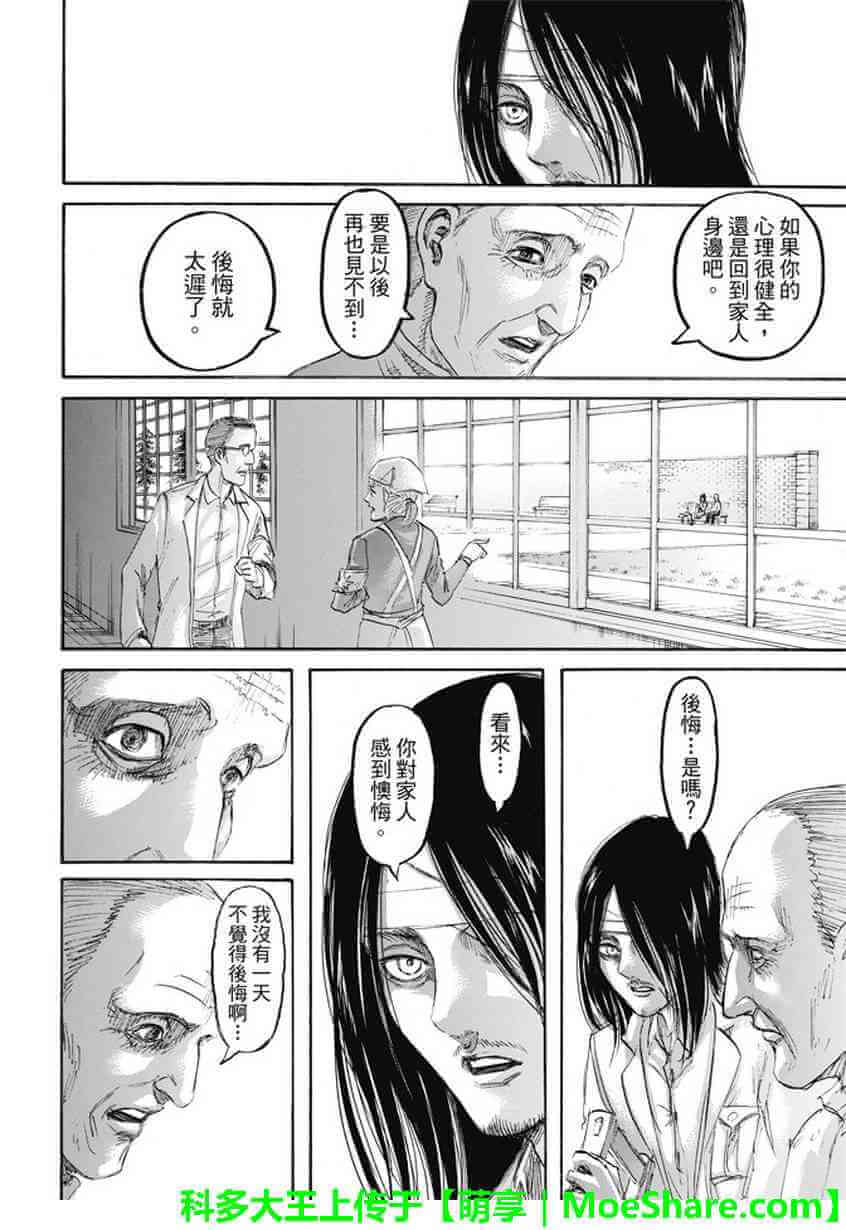 如果你的
心理很健全，
還是回到家人
身邊吧。
要是以後
再也見不到…
後悔就
太遲了。
後悔…是嗎？
看來…
你對家人
感到懊悔。
我沒有一天
不覺得後悔啊…
科多大王上传于【萌享｜MoeShare.com】